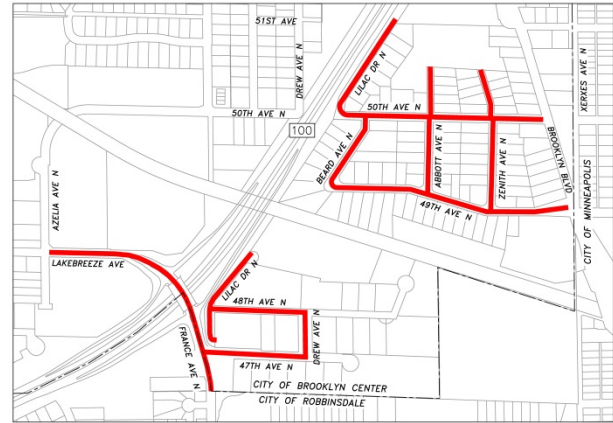 51ST AVE N
DREW AVE N
LILAC DR N
XERXES AVE N
50TH AVE N
50TH AVE N
100
BEARD AVE N
ABBOTT AVE N
ZENITH AVE N
BROOKLYN BLVD
AZELIA AVE N
49TH AVE N
CITY OF MINNEAPOLIS
LAKEBREEZE AVE
LILAC DR N
48TH AVE N
DREW AVE N
FRANCE AVE N
47TH AVE N
CITY OF BROOKLYN CENTER
CITY OF ROBBINSDALE